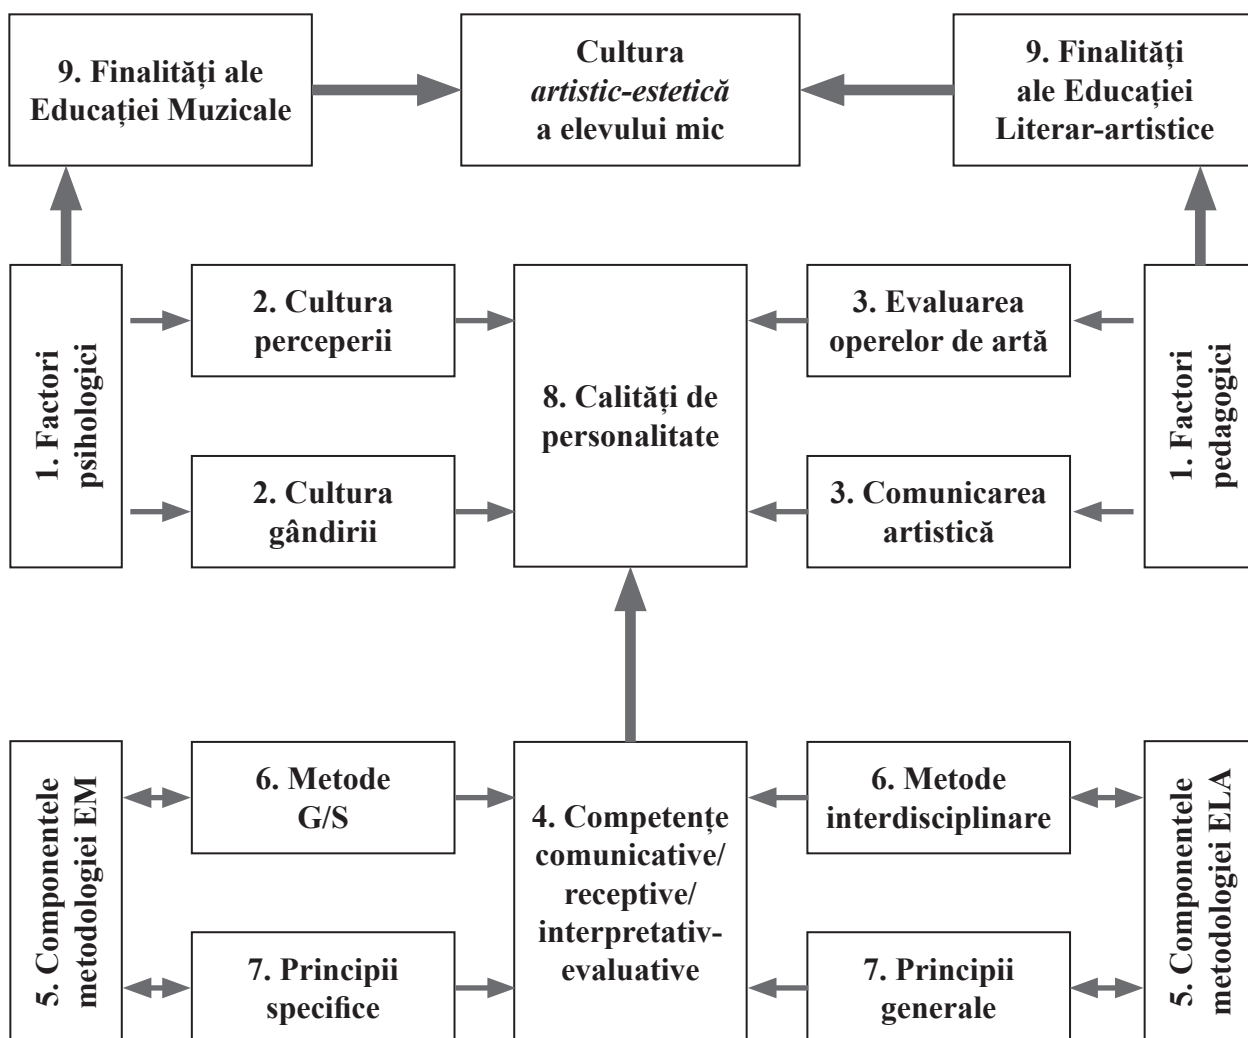 9. Finalități ale
Educației Muzicale
Cultura
artistic-estetică
a elevului mic
9. Finalități
ale Educației
Literar-artistice
1. Factori
psihologici
2. Cultura
perceperii
2. Cultura
gândirii
8. Calități de
personalitate
3. Evaluarea
operelor de artă
3. Comunicarea
artistică
1. Factori
pedagogici
5. Componentele
metodologiei EM
6. Metode
G/S
7. Principii
specifice
4. Competențe
comunicative/
receptive/
interpretativ-
evaluative
6. Metode
interdisciplinare
7. Principii
generale
5. Componentele
metodologiei ELA